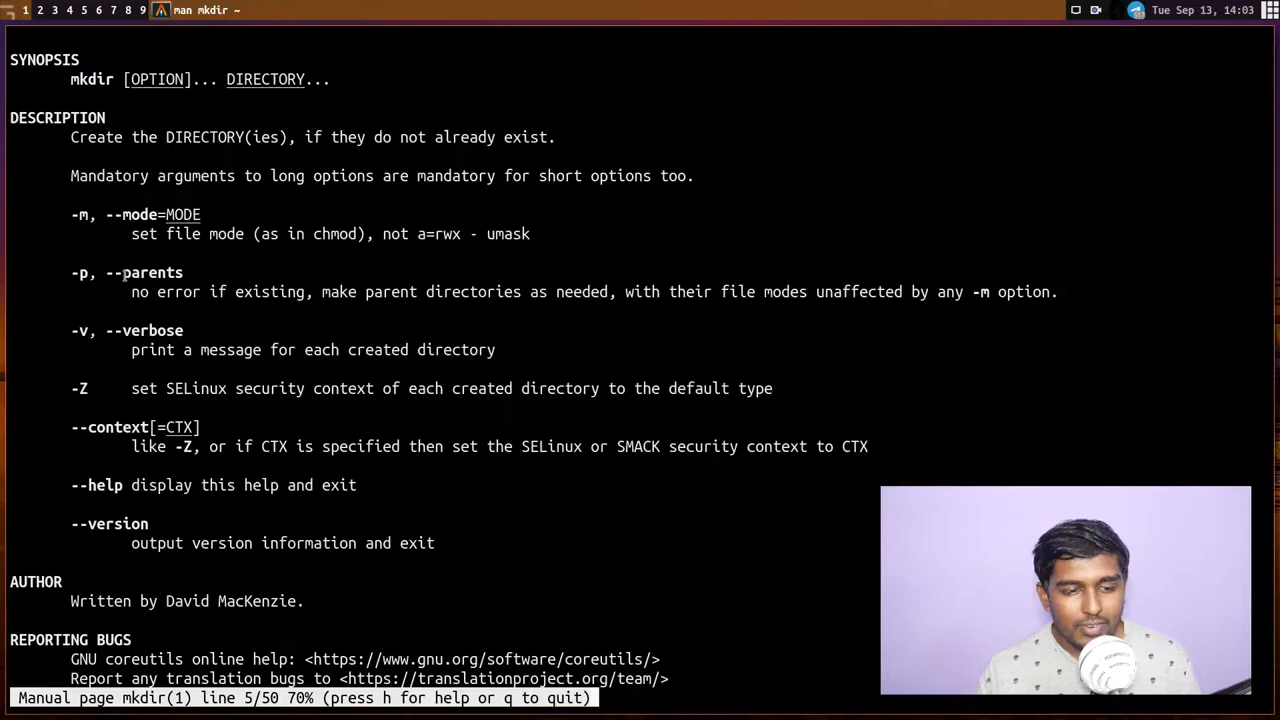 1 2 3 4 5 6 7 8 9 man mkdir ~ Tue Sep 13, 14:03
SYNOPSIS
mkdir [OPTION]... DIRECTORY...
DESCRIPTION
Create the DIRECTORY(ies), if they do not already exist.
Mandatory arguments to long options are mandatory for short options too.
-m, --mode=MODE
set file mode (as in chmod), not a=rwx - umask
-p, --parents
no error if existing, make parent directories as needed, with their file modes unaffected by any -m option.
-v, --verbose
print a message for each created directory
-Z set SELinux security context of each created directory to the default type
--context[=CTX]
like -Z, or if CTX is specified then set the SELinux or SMACK security context to CTX
--help display this help and exit
--version
output version information and exit
AUTHOR
Written by David MacKenzie.
REPORTING BUGS
GNU coreutils online help: <https://www.gnu.org/software/coreutils/>
Report any translation bugs to <https://translationproject.org/team/>
Manual page mkdir(1) line 5/50 70% (press h for help or q to quit)